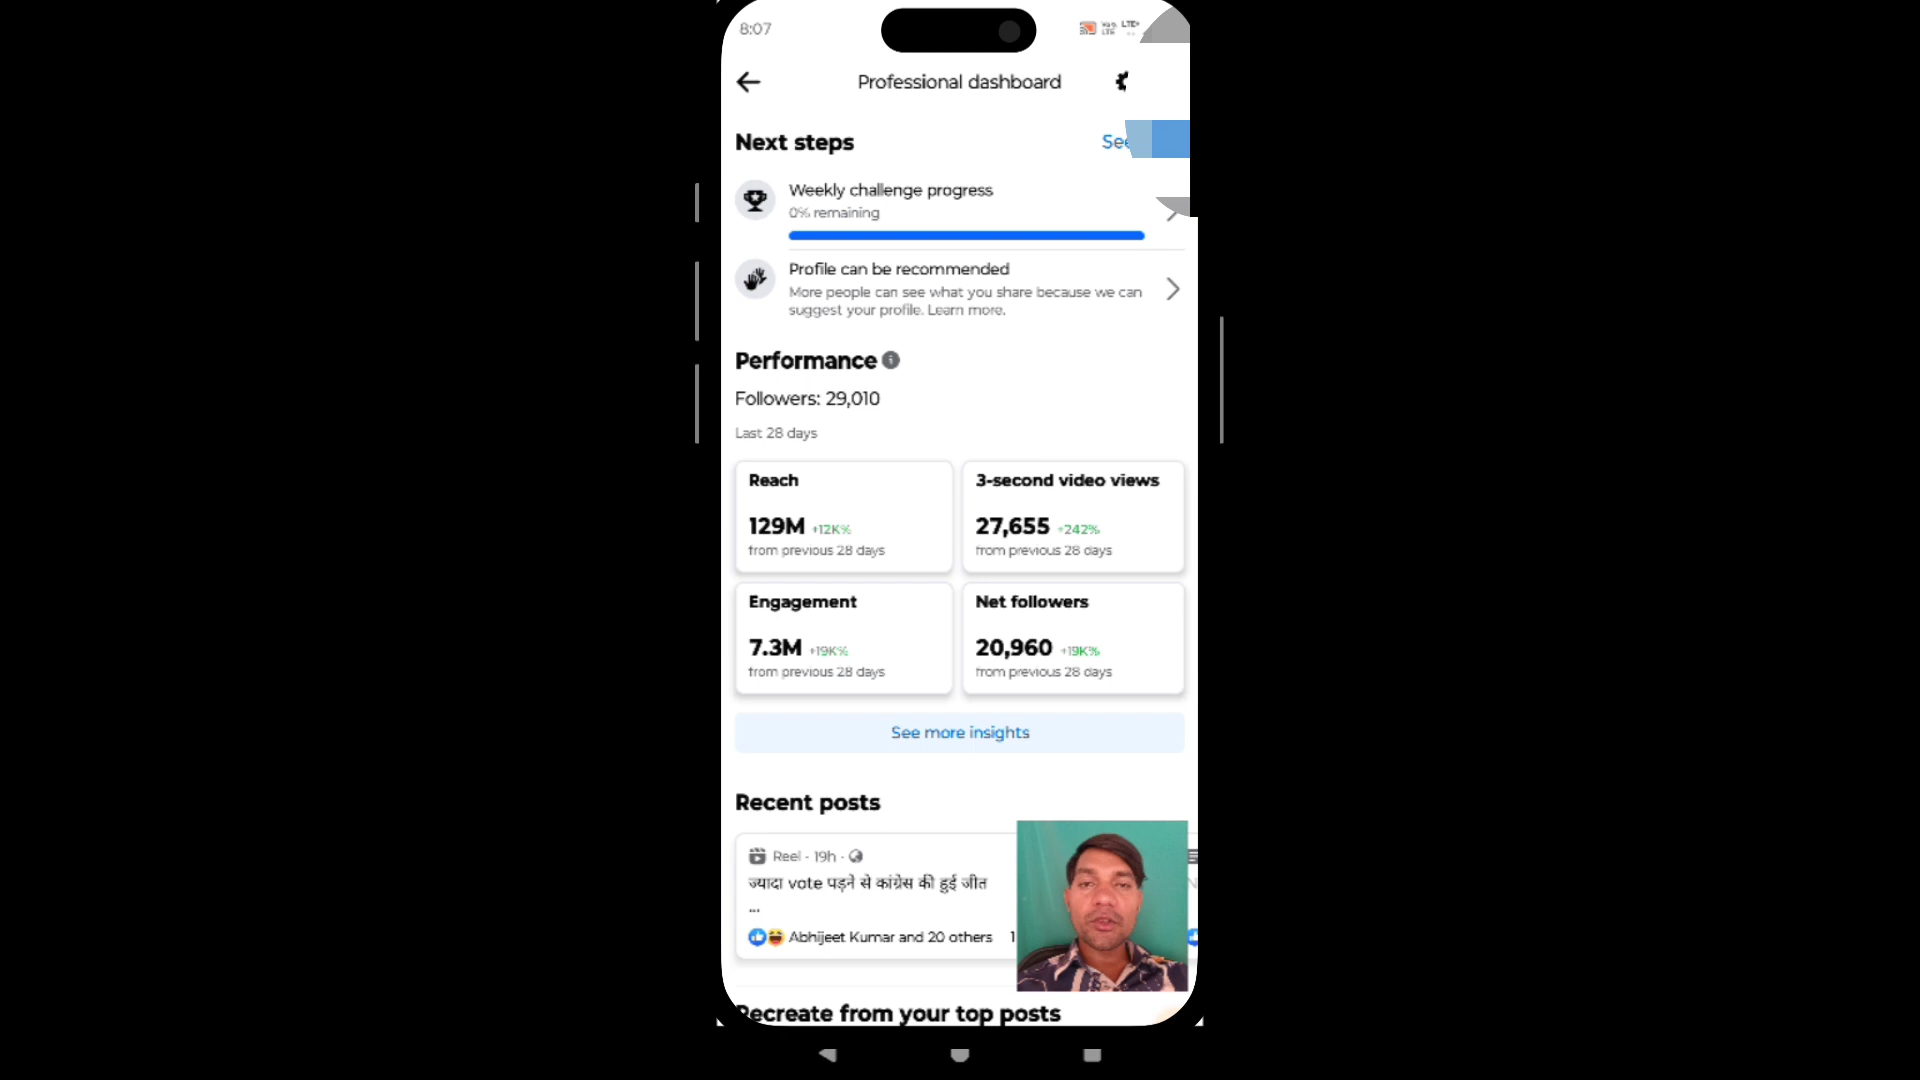 8:07
LTE+
Professional dashboard
Next steps
See
Weekly challenge progress
0% remaining
Profile can be recommended
More people can see what you share because we can
suggest your profile. Learn more.
Performance
Followers: 29,010
Last 28 days
Reach
129M +12K%
from previous 28 days
3-second video views
27,655 +242%
from previous 28 days
Engagement
7.3M +19K%
from previous 28 days
Net followers
20,960 +19K%
from previous 28 days
See more insights
Recent posts
Reel · 19h ·
ज्यादा vote पड़ने से कांग्रेस की हुई जीत
...
Abhijeet Kumar and 20 others 1
Recreate from your top posts